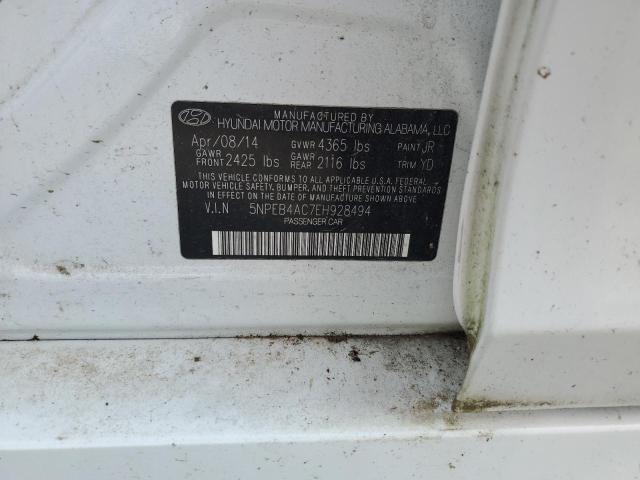 MANUFACTURED BY
HYUNDAI MOTOR MANUFACTURING ALABAMA, LLC
Apr/08/14 GVWR 4365 lbs PAINT JR
GAWR FRONT 2425 lbs GAWR REAR 2116 lbs TRIM YD
THIS VEHICLE CONFORMS TO ALL APPLICABLE U.S.A. FEDERAL
MOTOR VEHICLE SAFETY, BUMPER, AND THEFT PREVENTION
STANDARDS IN EFFECT ON THE DATE OF MANUFACTURE SHOWN ABOVE
V.I.N - 5NPEB4AC7EH928494
PASSENGER CAR